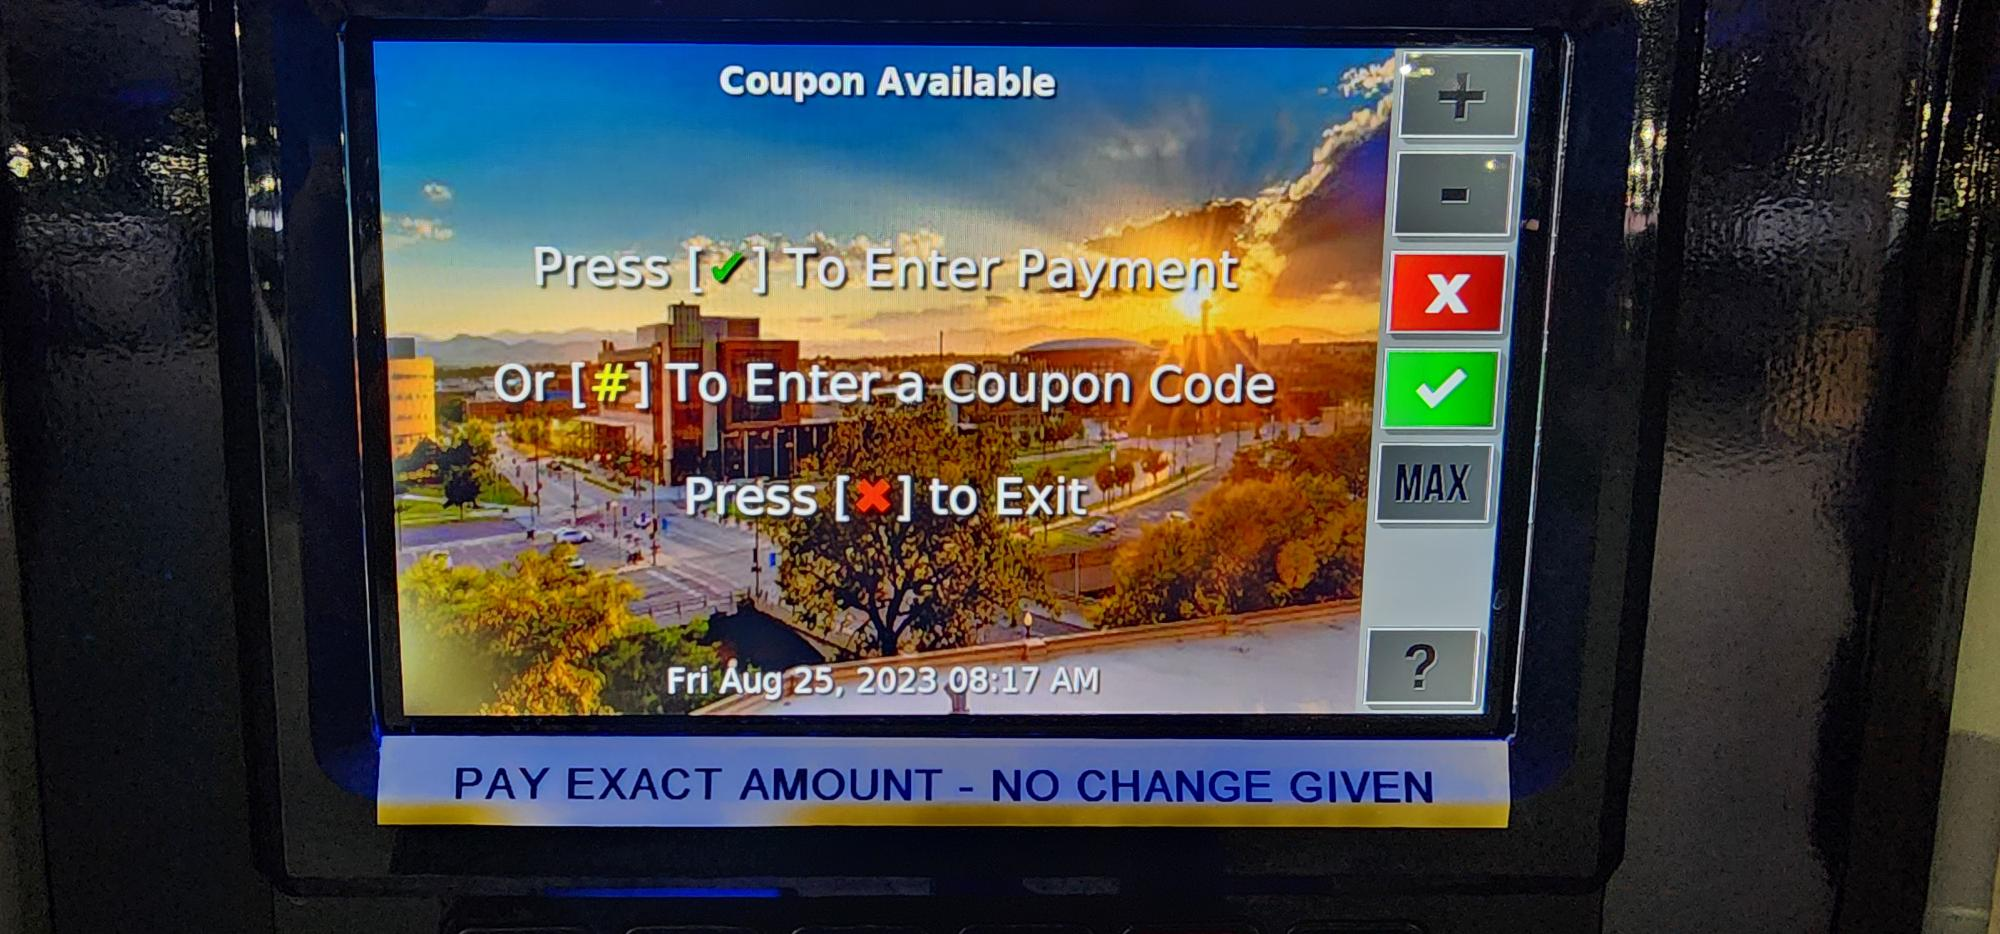 Coupon Available
Press [✓] To Enter Payment
Or [#] To Enter a Coupon Code
Press [✖] to Exit
Fri Aug 25, 2023 08:17 AM
+
-
X
✓
MAX
?
PAY EXACT AMOUNT - NO CHANGE GIVEN